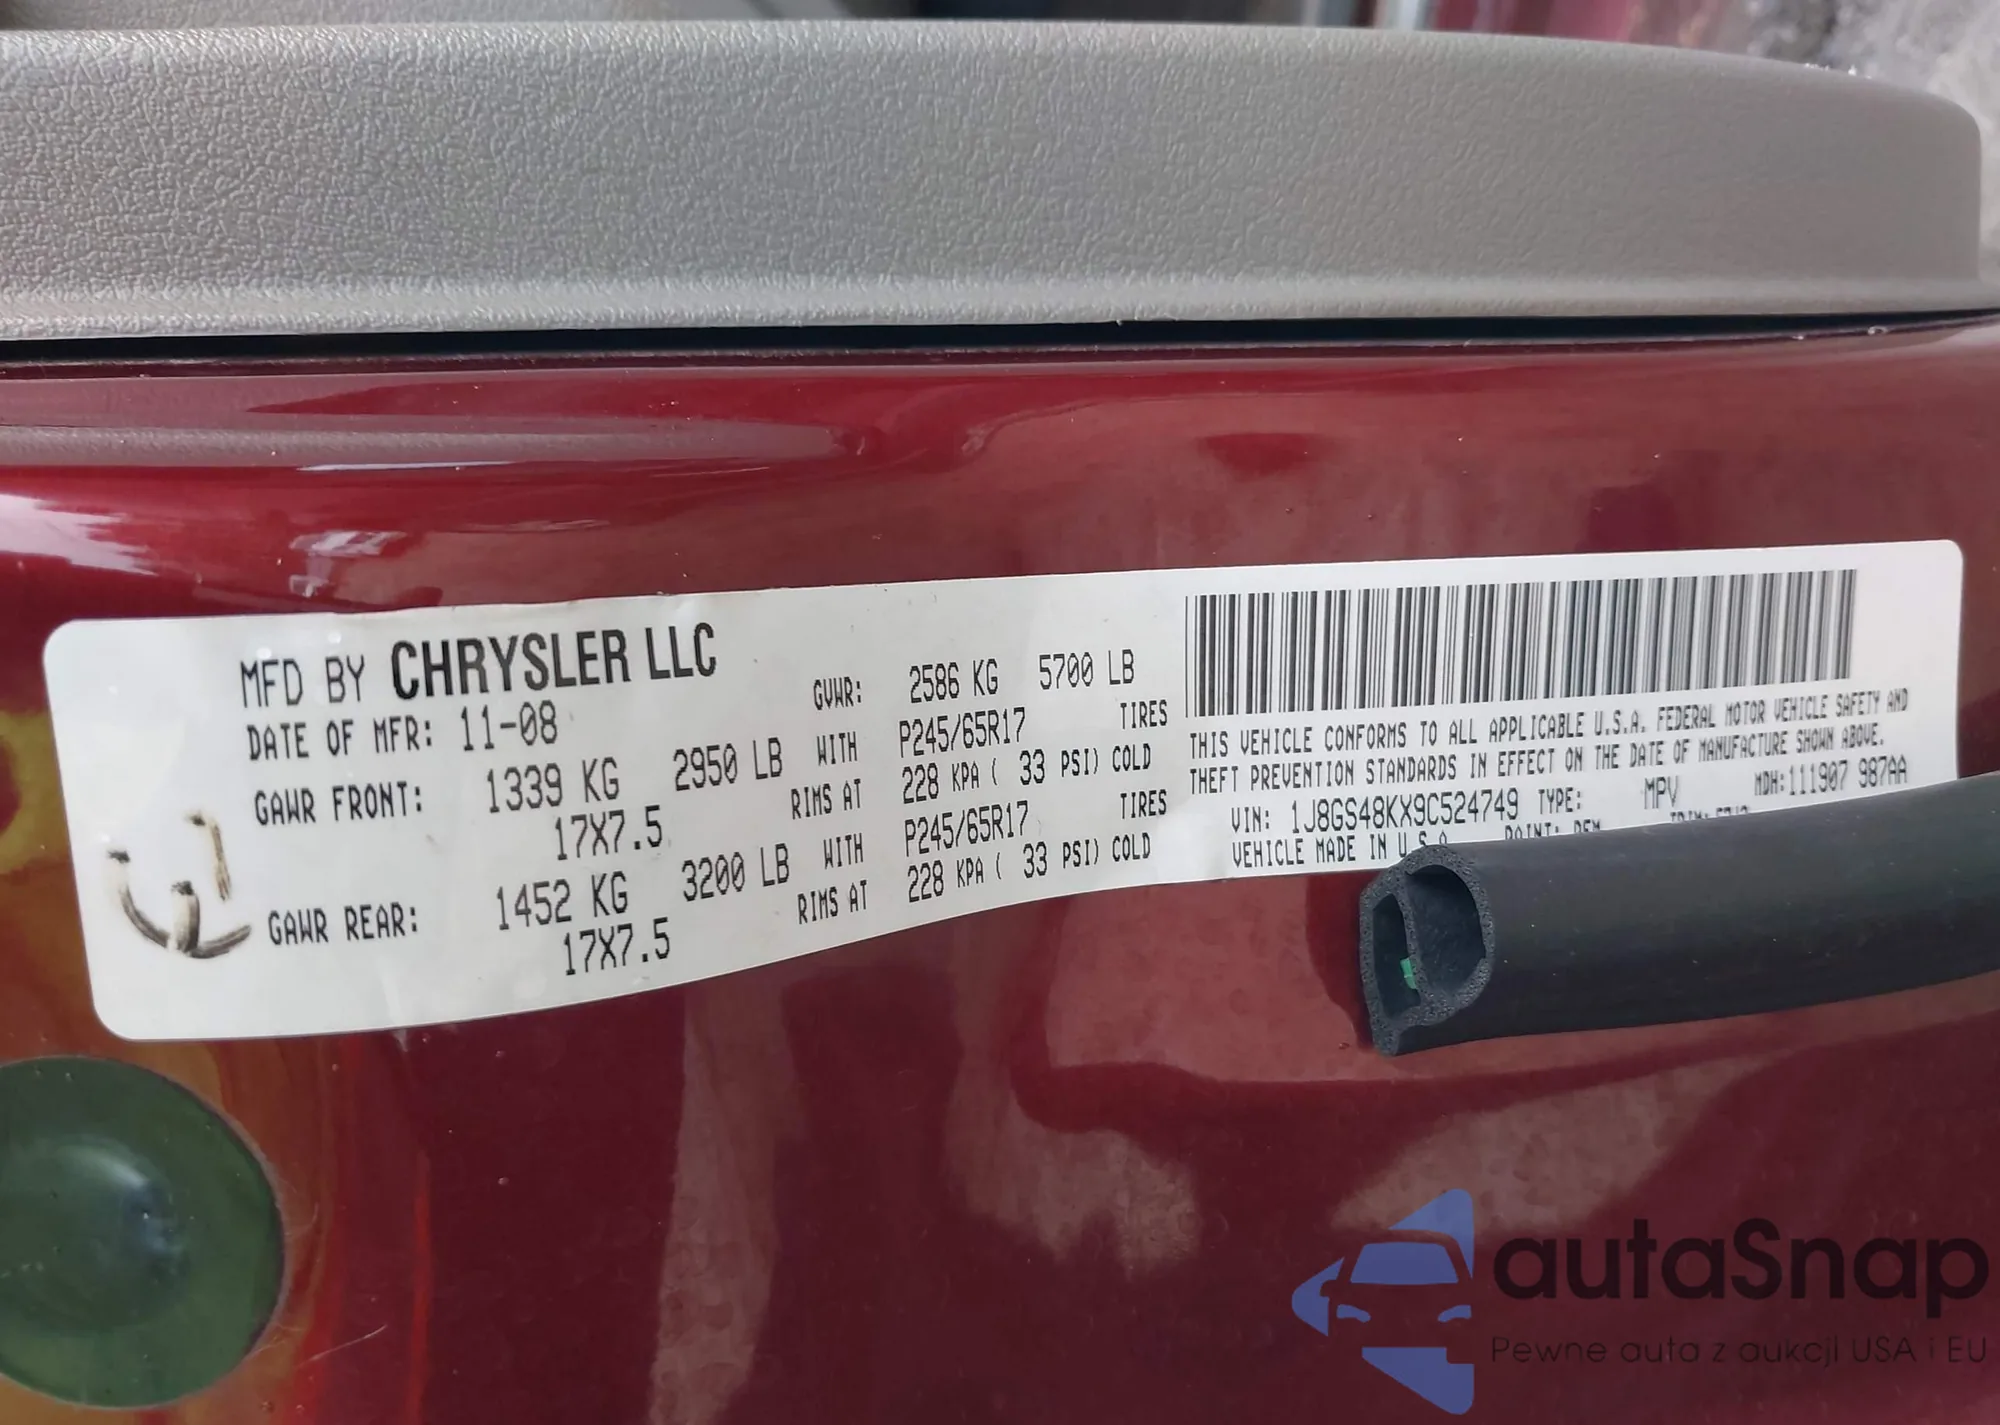 MFD BY CHRYSLER LLC
DATE OF MFR: 11-08
GVWR: 2586 KG 5700 LB
GAWR FRONT: 1339 KG 2950 LB WITH P245/65R17 TIRES
17X7.5 RIMS AT 228 KPA ( 33 PSI) COLD
GAWR REAR: 1452 KG 3200 LB WITH P245/65R17 TIRES
17X7.5 RIMS AT 228 KPA ( 33 PSI) COLD
THIS VEHICLE CONFORMS TO ALL APPLICABLE U.S.A. FEDERAL MOTOR VEHICLE SAFETY AND
THEFT PREVENTION STANDARDS IN EFFECT ON THE DATE OF MANUFACTURE SHOWN ABOVE.
VIN: 1J8GS48KX9C524749 TYPE: MPV MDH:111907 987AA
VEHICLE MADE IN U.S.A. PAINT: TRIM:
autaSnap
Pewne auta z aukcji USA i EU